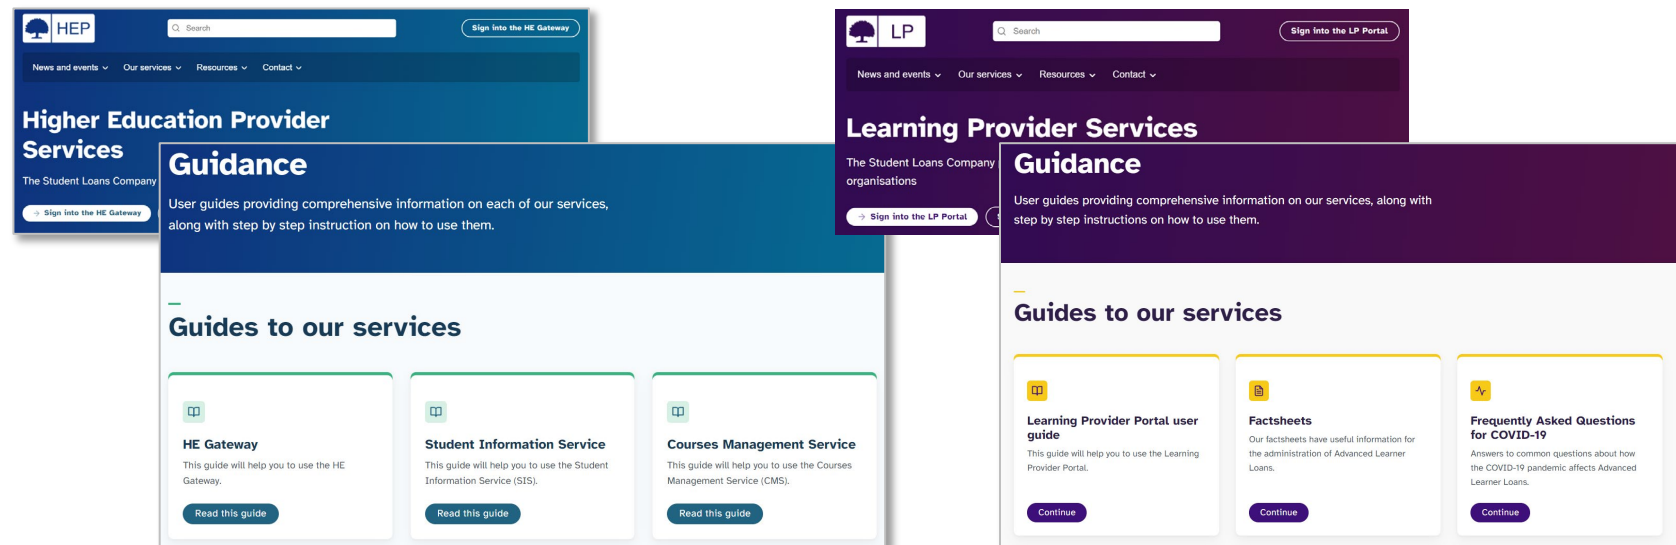 HEP
Search
Sign into the HE Gateway
News and events
Our services
Resources
Contact
Higher Education Provider
Services
The Student Loans Company
Sign into the HE Gateway
Guidance
User guides providing comprehensive information on each of our services,
along with step by step instruction on how to use them.
Guides to our services
HE Gateway
This guide will help you to use the HE
Gateway.
Read this guide
Student Information Service
This guide will help you to use the Student
Information Service (SIS).
Read this guide
Courses Management Service
This guide will help you to use the Courses
Management Service (CMS).
Read this guide
LP
Search
Sign into the LP Portal
News and events
Our services
Resources
Contact
Learning Provider Services
The Student Loans Company
organisations
Sign into the LP Portal
Guidance
User guides providing comprehensive information on our services, along with
step by step instructions on how to use them.
Guides to our services
Learning Provider Portal user
guide
This guide will help you to use the Learning
Provider Portal.
Continue
Factsheets
Our factsheets have useful information for
the administration of Advanced Learner
Loans.
Continue
Frequently Asked Questions
for COVID-19
Answers to common questions about how
the COVID-19 pandemic affects Advanced
Learner Loans.
Continue